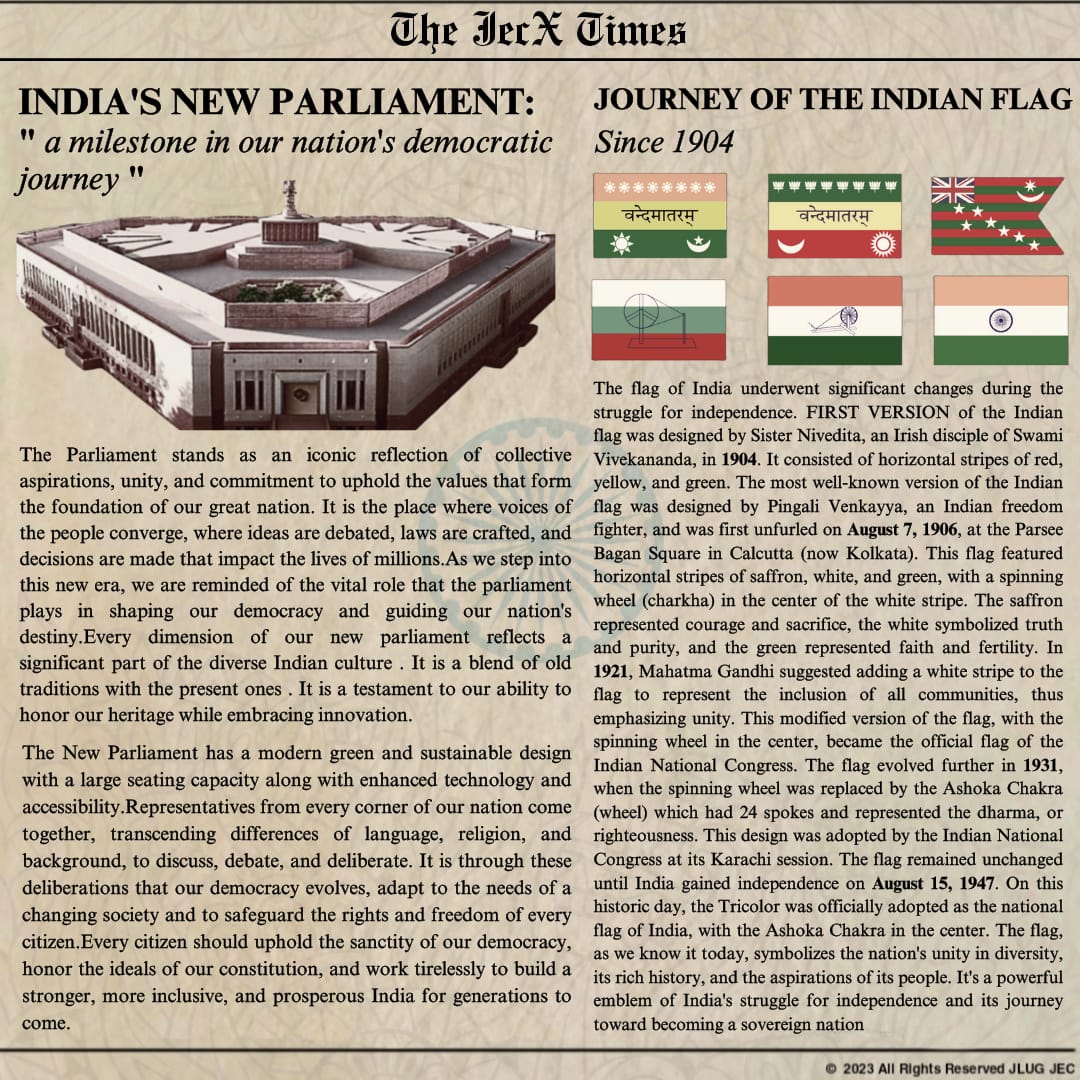 The JecX Times
INDIA'S NEW PARLIAMENT:
" a milestone in our nation's democratic
journey "
The Parliament stands as an iconic reflection of collective
aspirations, unity, and commitment to uphold the values that form
the foundation of our great nation. It is the place where voices of
the people converge, where ideas are debated, laws are crafted, and
decisions are made that impact the lives of millions.As we step into
this new era, we are reminded of the vital role that the parliament
plays in shaping our democracy and guiding our nation's
destiny.Every dimension of our new parliament reflects a
significant part of the diverse Indian culture . It is a blend of old
traditions with the present ones . It is a testament to our ability to
honor our heritage while embracing innovation.
The New Parliament has a modern green and sustainable design
with a large seating capacity along with enhanced technology and
accessibility.Representatives from every corner of our nation come
together, transcending differences of language, religion, and
background, to discuss, debate, and deliberate. It is through these
deliberations that our democracy evolves, adapt to the needs of a
changing society and to safeguard the rights and freedom of every
citizen.Every citizen should uphold the sanctity of our democracy,
honor the ideals of our constitution, and work tirelessly to build a
stronger, more inclusive, and prosperous India for generations to
come.
JOURNEY OF THE INDIAN FLAG
Since 1904
वन्देमातरम्
वन्देमातरम्
The flag of India underwent significant changes during the
struggle for independence. FIRST VERSION of the Indian
flag was designed by Sister Nivedita, an Irish disciple of Swami
Vivekananda, in 1904. It consisted of horizontal stripes of red,
yellow, and green. The most well-known version of the Indian
flag was designed by Pingali Venkayya, an Indian freedom
fighter, and was first unfurled on August 7, 1906, at the Parsee
Bagan Square in Calcutta (now Kolkata). This flag featured
horizontal stripes of saffron, white, and green, with a spinning
wheel (charkha) in the center of the white stripe. The saffron
represented courage and sacrifice, the white symbolized truth
and purity, and the green represented faith and fertility. In
1921, Mahatma Gandhi suggested adding a white stripe to the
flag to represent the inclusion of all communities, thus
emphasizing unity. This modified version of the flag, with the
spinning wheel in the center, became the official flag of the
Indian National Congress. The flag evolved further in 1931,
when the spinning wheel was replaced by the Ashoka Chakra
(wheel) which had 24 spokes and represented the dharma, or
righteousness. This design was adopted by the Indian National
Congress at its Karachi session. The flag remained unchanged
until India gained independence on August 15, 1947. On this
historic day, the Tricolor was officially adopted as the national
flag of India, with the Ashoka Chakra in the center. The flag,
as we know it today, symbolizes the nation's unity in diversity,
its rich history, and the aspirations of its people. It's a powerful
emblem of India's struggle for independence and its journey
toward becoming a sovereign nation
© 2023 All Rights Reserved JLUG JEC